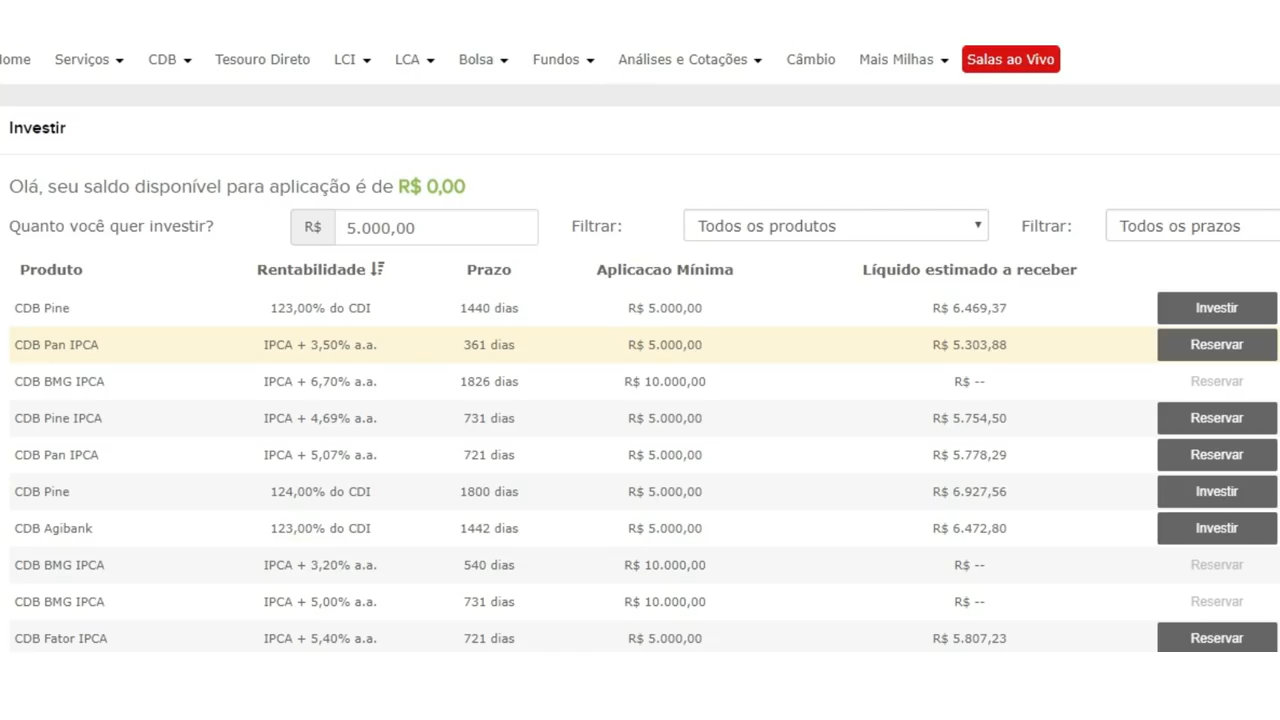 ome Serviços CDB Tesouro Direto LCI LCA Bolsa Fundos Análises e Cotações Câmbio Mais Milhas Salas ao Vivo
Investir
Olá, seu saldo disponível para aplicação é de R$ 0,00
Quanto você quer investir? R$ 5.000,00 Filtrar: Todos os produtos Filtrar: Todos os prazos
Produto Rentabilidade Prazo Aplicacao Mínima Líquido estimado a receber
CDB Pine 123,00% do CDI 1440 dias R$ 5.000,00 R$ 6.469,37 Investir
CDB Pan IPCA IPCA + 3,50% a.a. 361 dias R$ 5.000,00 R$ 5.303,88 Reservar
CDB BMG IPCA IPCA + 6,70% a.a. 1826 dias R$ 10.000,00 R$ -- Reservar
CDB Pine IPCA IPCA + 4,69% a.a. 731 dias R$ 5.000,00 R$ 5.754,50 Reservar
CDB Pan IPCA IPCA + 5,07% a.a. 721 dias R$ 5.000,00 R$ 5.778,29 Reservar
CDB Pine 124,00% do CDI 1800 dias R$ 5.000,00 R$ 6.927,56 Investir
CDB Agibank 123,00% do CDI 1442 dias R$ 5.000,00 R$ 6.472,80 Investir
CDB BMG IPCA IPCA + 3,20% a.a. 540 dias R$ 10.000,00 R$ -- Reservar
CDB BMG IPCA IPCA + 5,00% a.a. 731 dias R$ 10.000,00 R$ -- Reservar
CDB Fator IPCA IPCA + 5,40% a.a. 721 dias R$ 5.000,00 R$ 5.807,23 Reservar